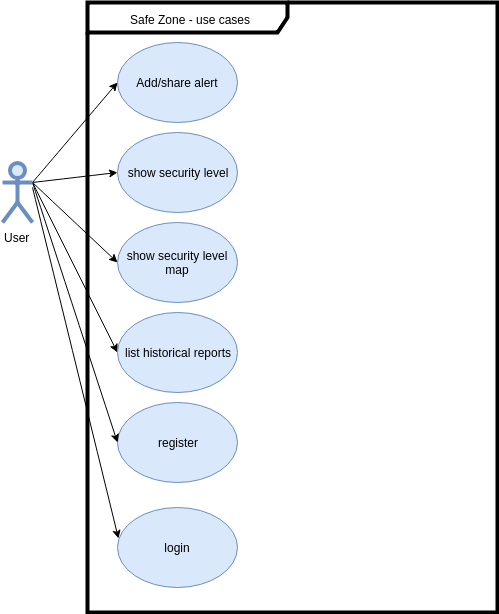 Safe Zone - use cases
Add/share alert
show security level
show security level
map
list historical reports
register
login
User